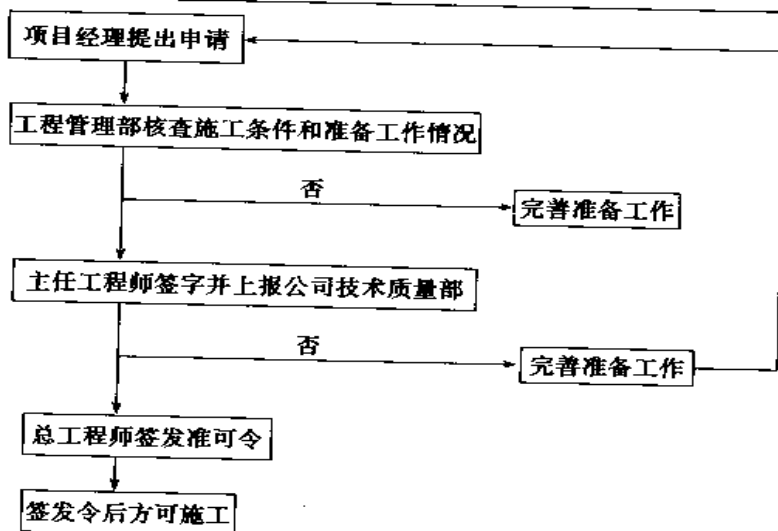 项目经理提出申请
工程管理部核查施工条件和准备工作情况
否
完善准备工作
主任工程师签字并上报公司技术质量部
否
完善准备工作
总工程师签发准可令
签发令后方可施工